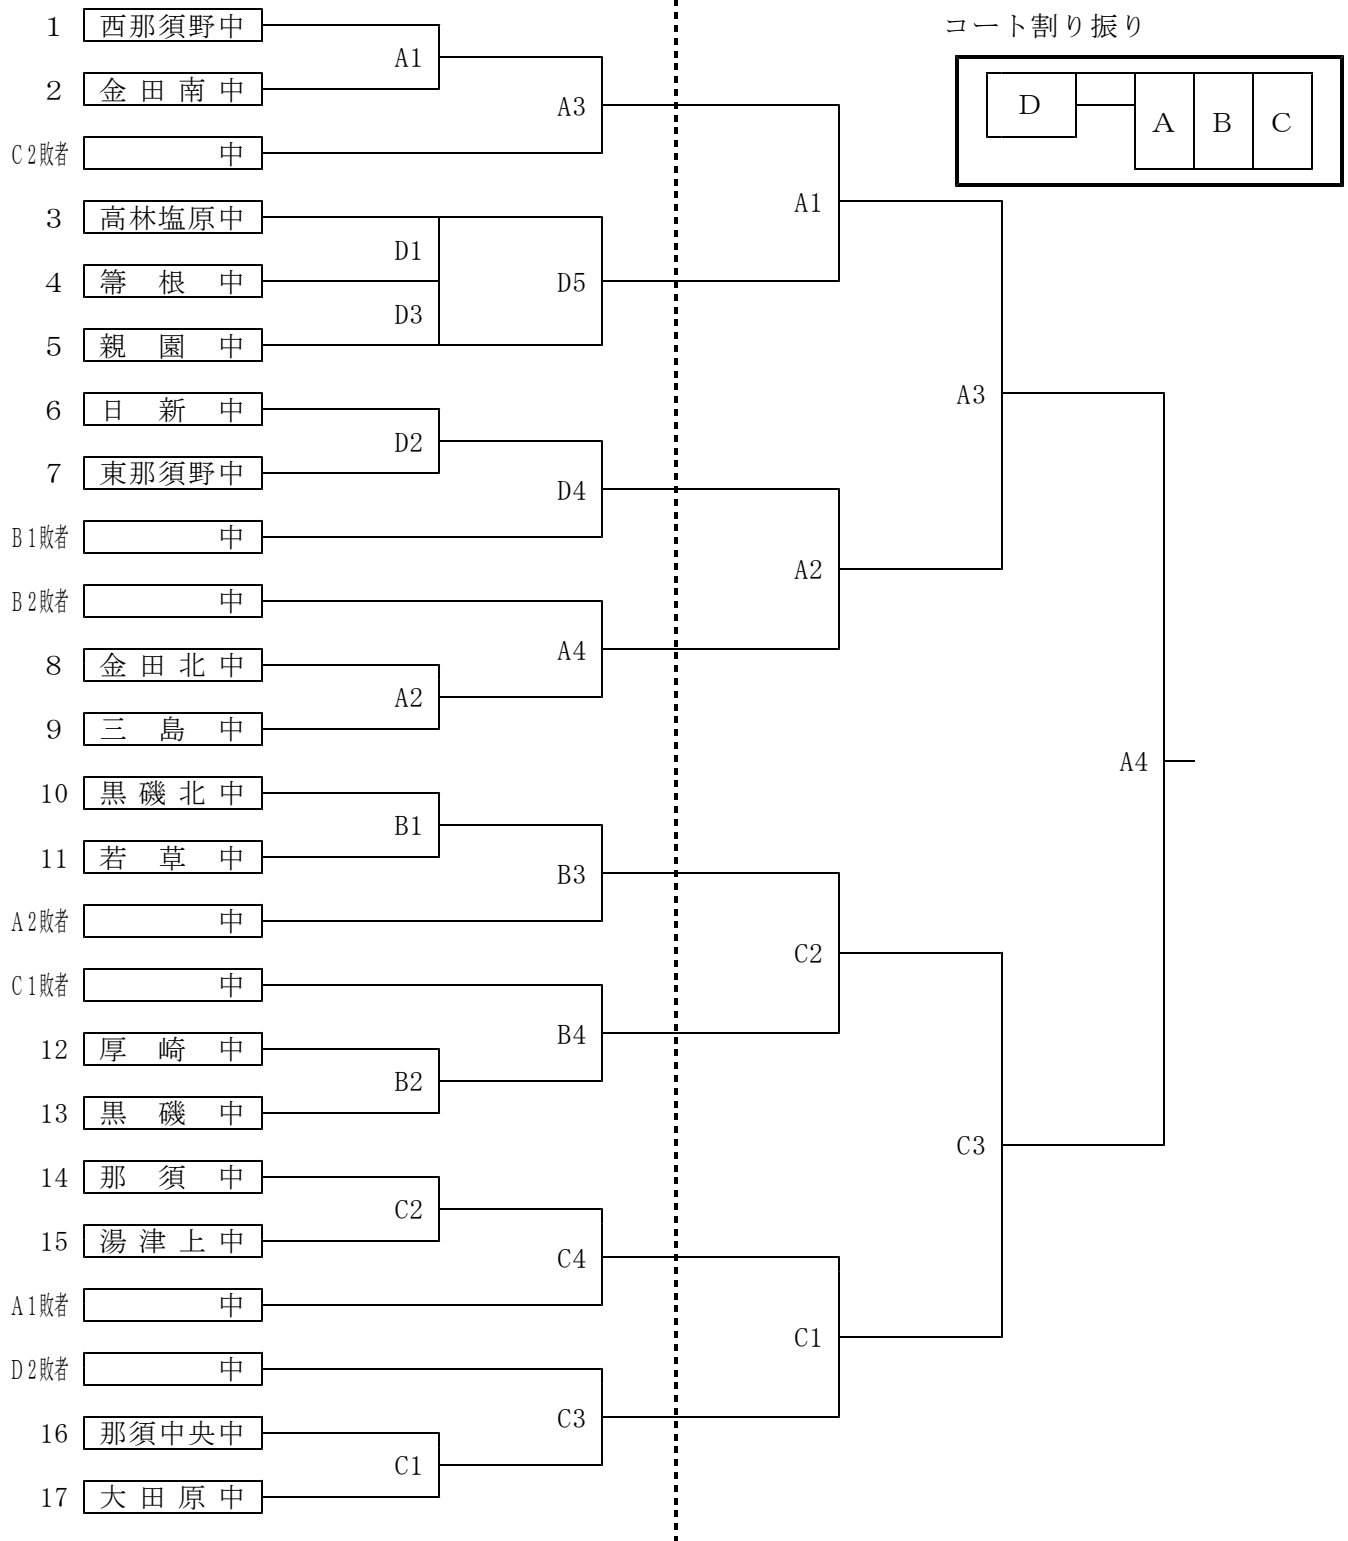 コート割り振り
D
A B C
1 西那須野中
A1
2 金田南中
A3
C2敗者 中
A1
3 高林塩原中
D1
4 箒根中
D5
D3
5 親園中
A3
6 日新中
D2
7 東那須野中
D4
B1敗者 中
A2
B2敗者 中
A4
8 金田北中
A2
9 三島中
A4
10 黒磯北中
B1
11 若草中
B3
A2敗者 中
C2
C1敗者 中
B4
12 厚崎中
B2
13 黒磯中
C3
14 那須中
C2
15 湯津上中
C4
A1敗者 中
C1
D2敗者 中
C3
16 那須中央中
C1
17 大田原中